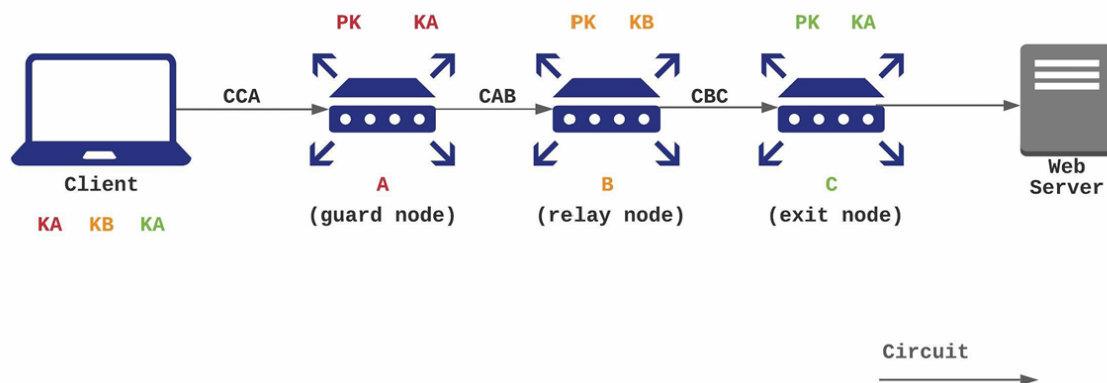 PK KA PK KB PK KA
CCA CAB CBC
Client A B C Web
Server
KA KB KA (guard node) (relay node) (exit node)
Circuit